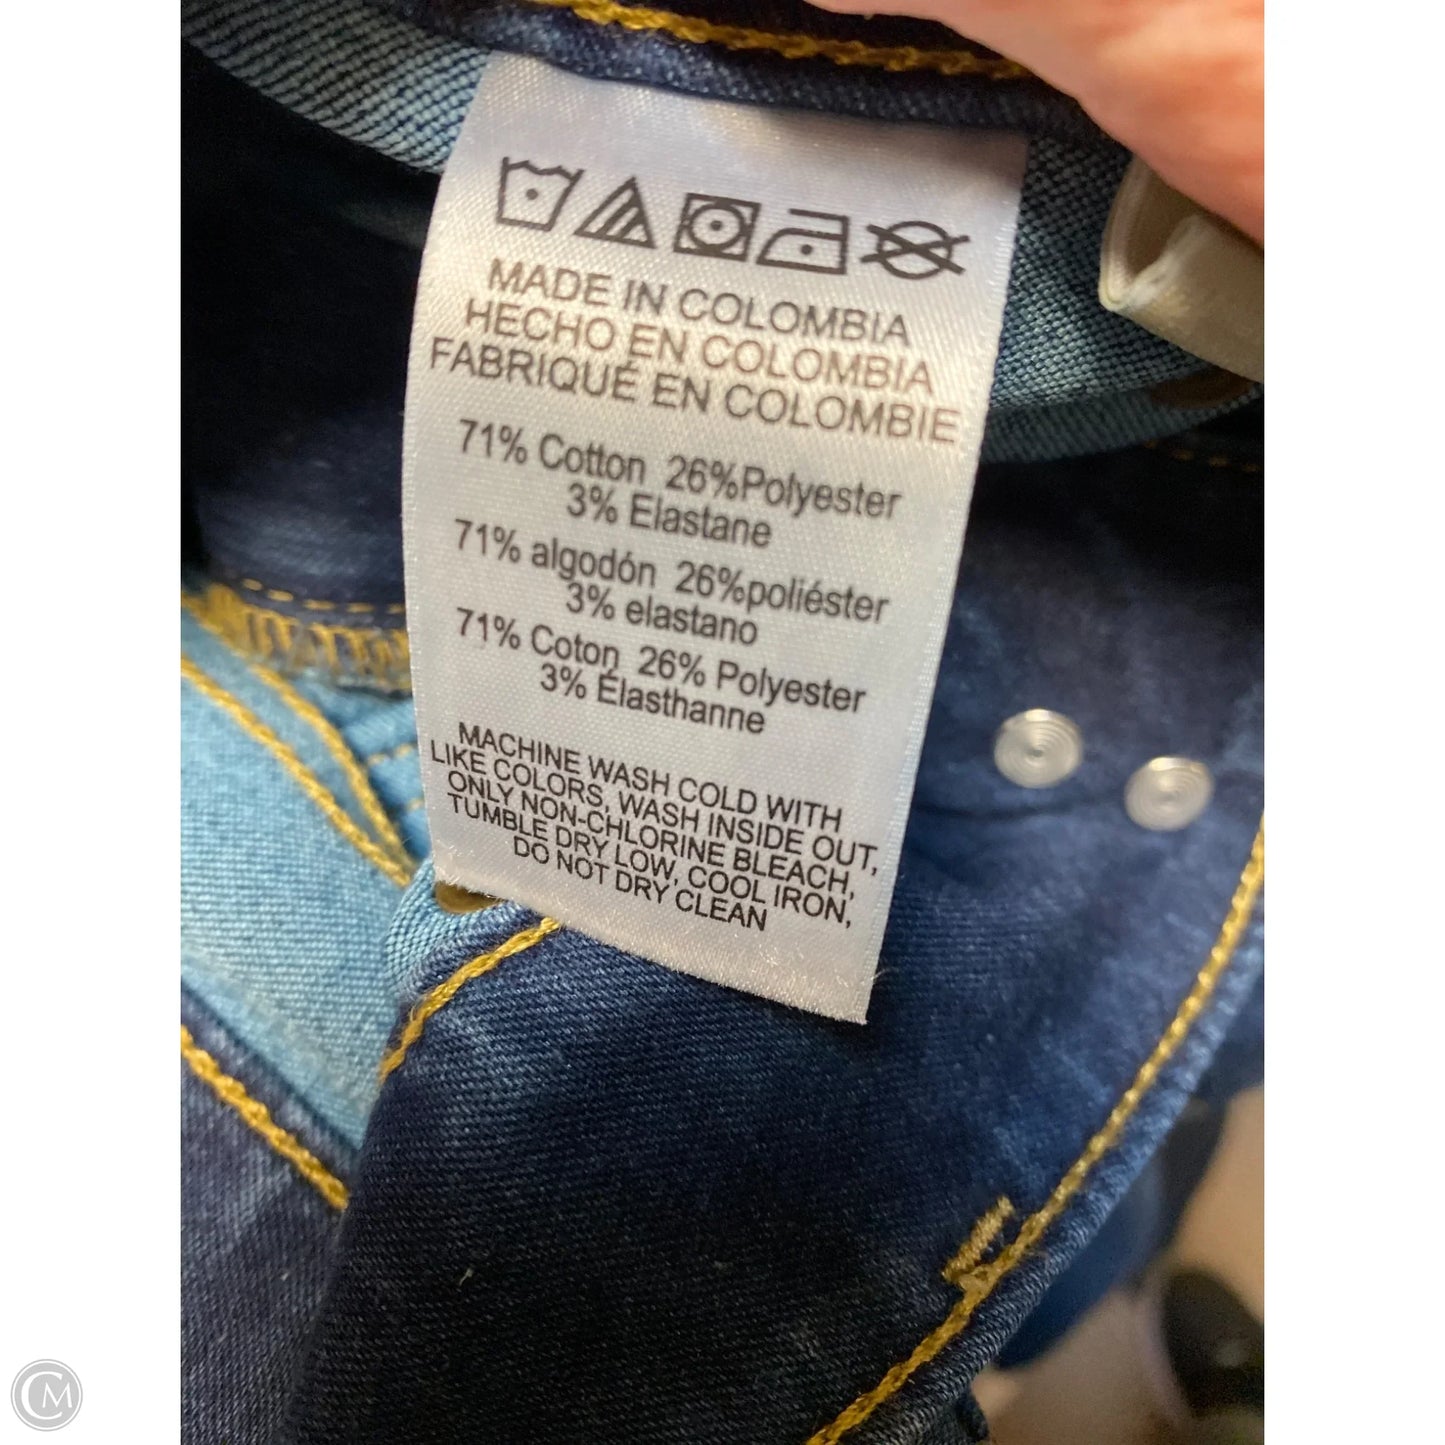 MADE IN COLOMBIA
HECHO EN COLOMBIA
FABRIQUÉ EN COLOMBIE
71% Cotton 26%Polyester
3% Elastane
71% algodón 26%poliéster
3% elastano
71% Coton 26% Polyester
3% Élasthanne
MACHINE WASH COLD WITH
LIKE COLORS, WASH INSIDE OUT,
ONLY NON-CHLORINE BLEACH,
TUMBLE DRY LOW, COOL IRON,
DO NOT DRY CLEAN
CM